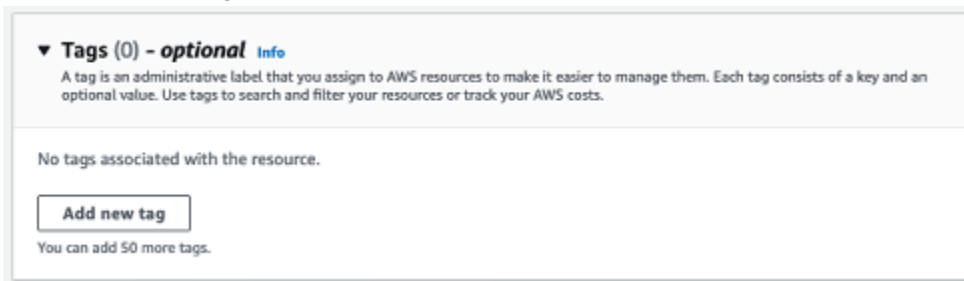 Tags (0) - optional Info
A tag is an administrative label that you assign to AWS resources to make it easier to manage them. Each tag consists of a key and an
optional value. Use tags to search and filter your resources or track your AWS costs.
No tags associated with the resource.
Add new tag
You can add 50 more tags.